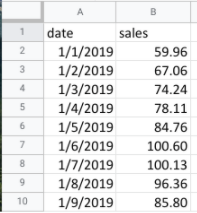 A B
1 date sales
2 1/1/2019 59.96
3 1/2/2019 67.06
4 1/3/2019 74.24
5 1/4/2019 78.11
6 1/5/2019 84.76
7 1/6/2019 100.60
8 1/7/2019 100.13
9 1/8/2019 96.36
10 1/9/2019 85.80